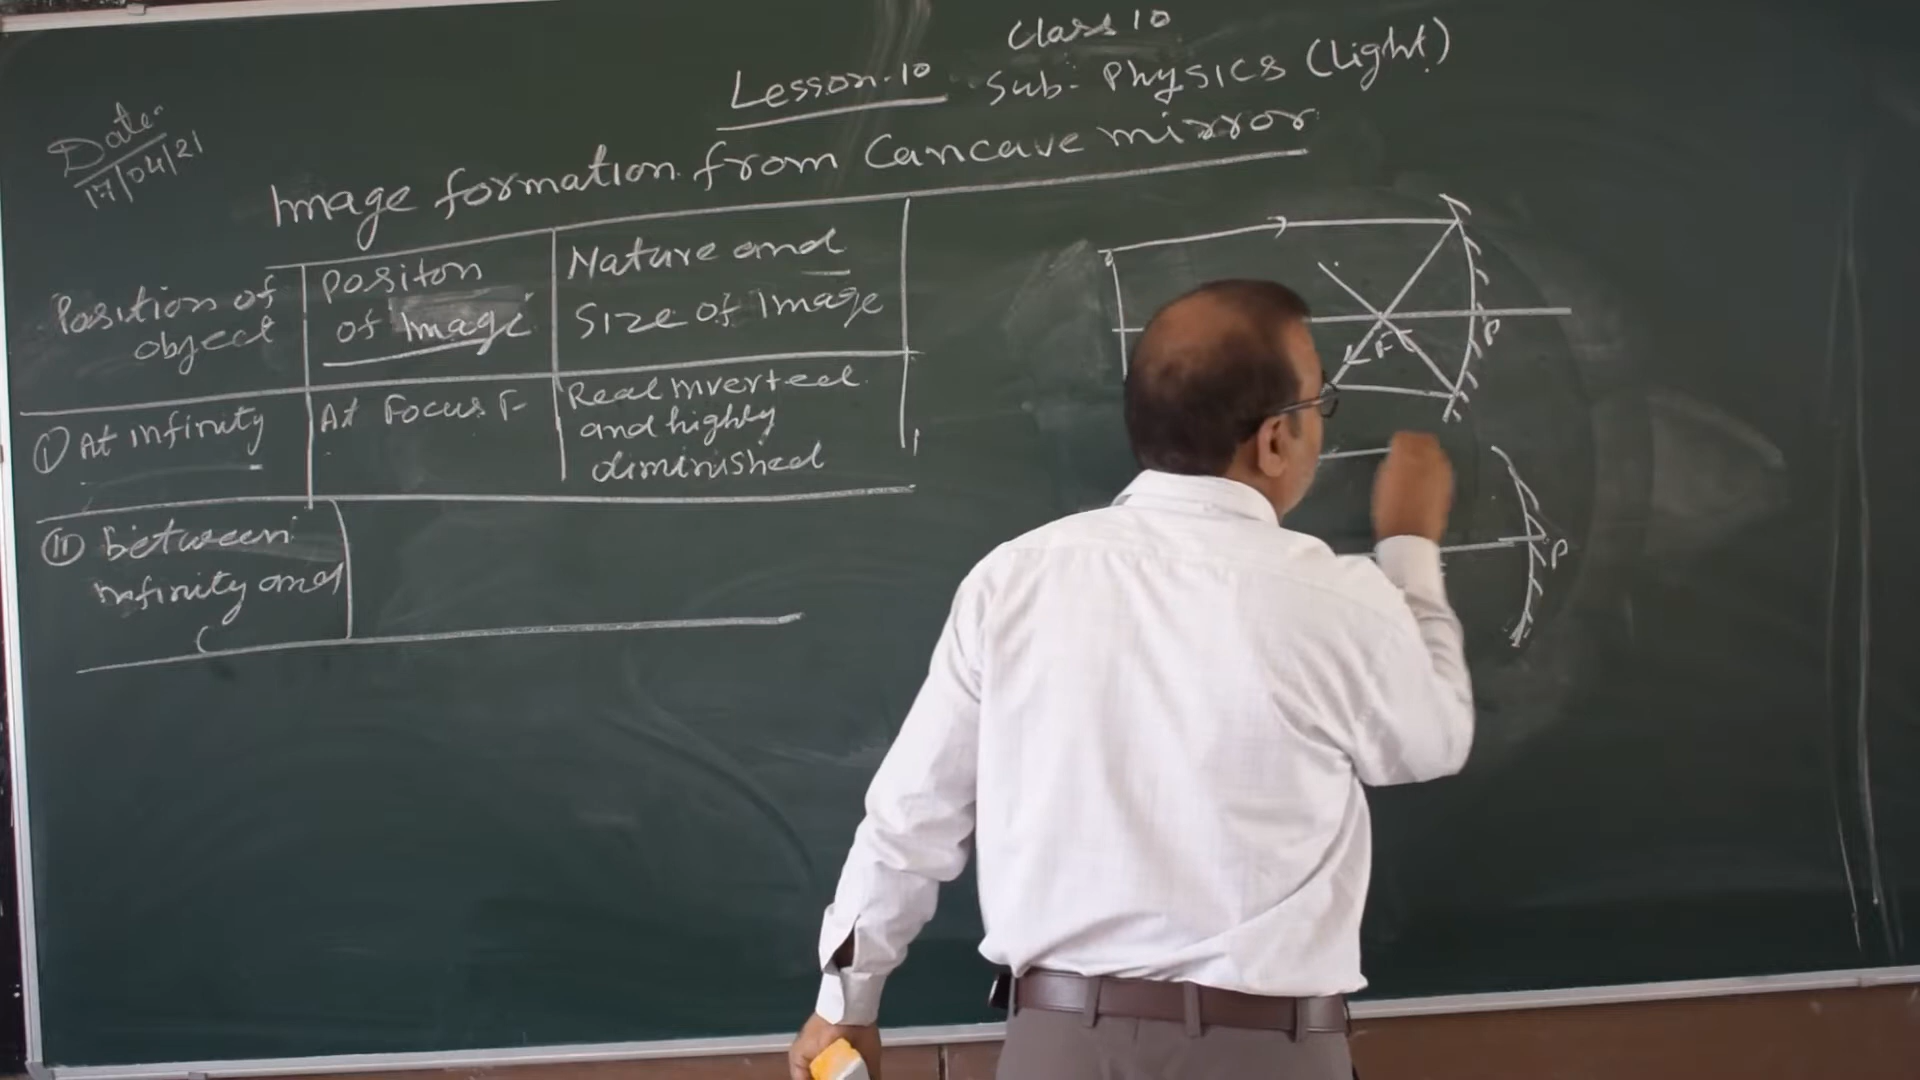 Class 10
Lesson-10 Sub- Physics (Light)
Date-
17/04/21
Image formation from Cancave mirror
Position of
object
Positon
of Image
Nature and
Size of Image
(I) At infinity
At Focus F
Real inverted
and highly
diminished
(II) between
infinity and
C
P
F
P